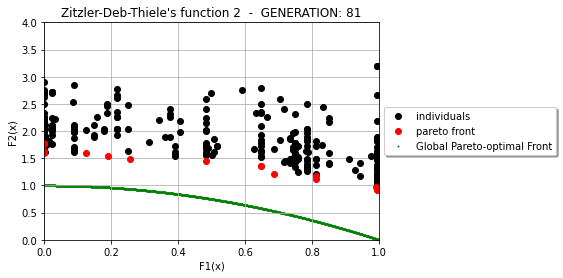 Zitzler-Deb-Thiele's function 2 - GENERATION: 81
4.0
3.5
3.0
2.5
2.0
1.5
1.0
0.5
0.0
F2(x)
0.0 0.2 0.4 0.6 0.8 1.0
F1(x)
individuals
pareto front
Global Pareto-optimal Front